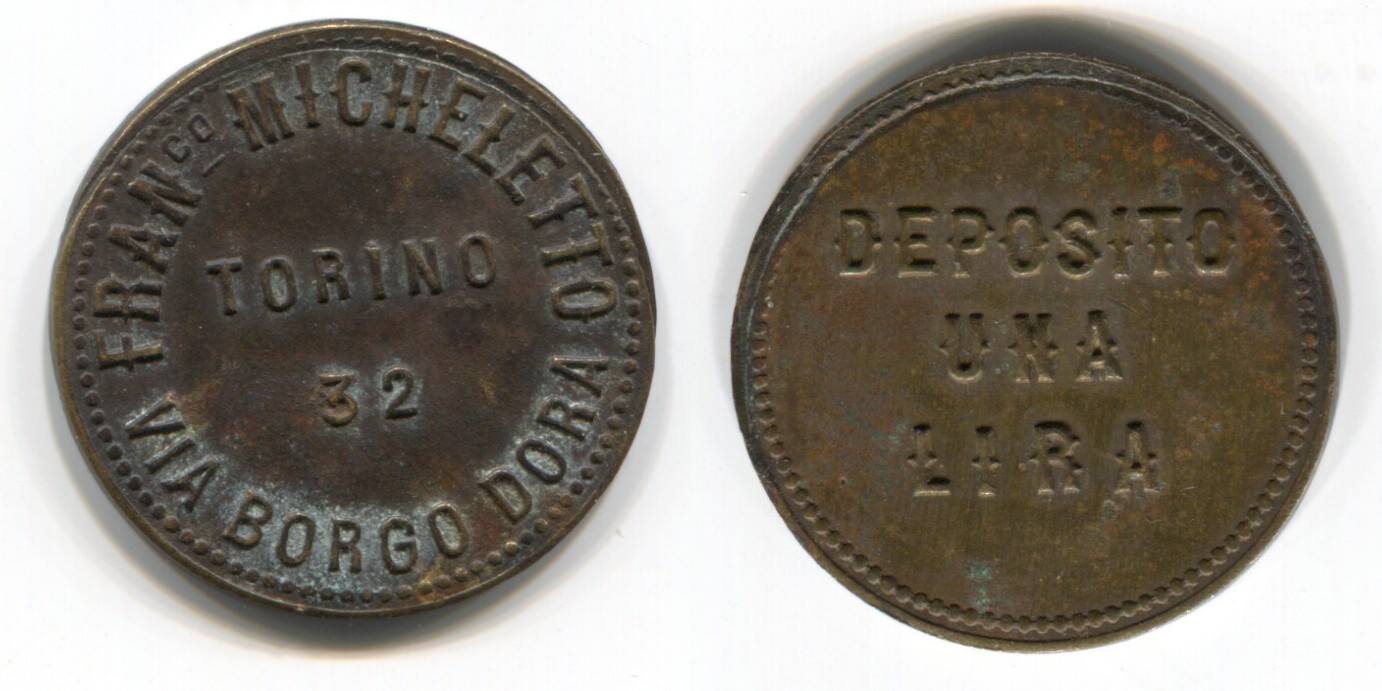 FRANco MICHELETTO
TORINO
32
VIA BORGO DORA
DEPOSITO
UNA
LIRA